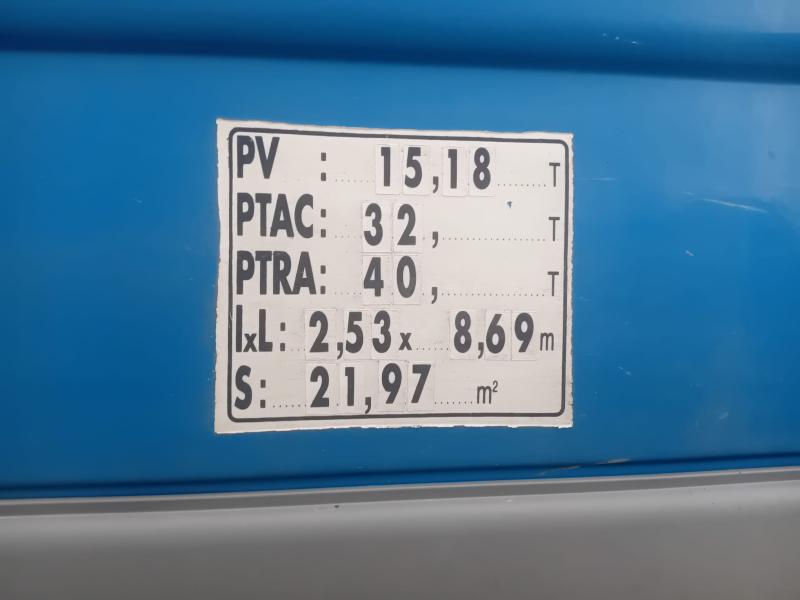 PV : 15,18 T
PTAC: 32, T
PTRA: 40, T
lxL: 2,53 x 8,69 m
S: 21,97 m²